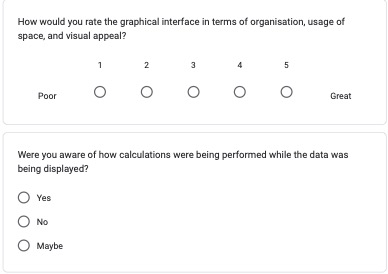 How would you rate the graphical interface in terms of organisation, usage of
space, and visual appeal?
1 2 3 4 5
Poor Great
Were you aware of how calculations were being performed while the data was
being displayed?
Yes
No
Maybe